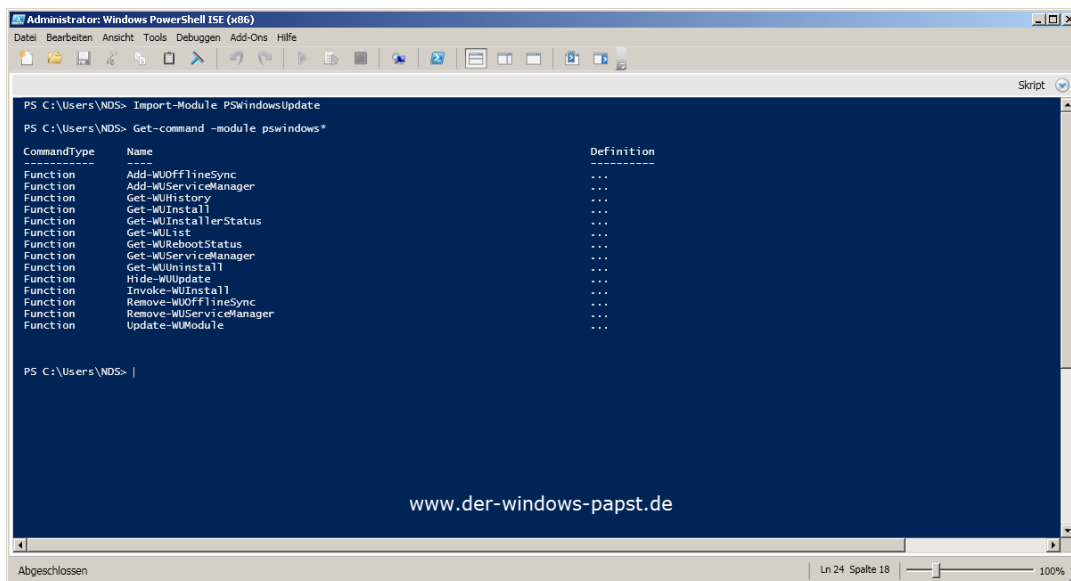 Administrator: Windows PowerShell ISE (x86)
Datei Bearbeiten Ansicht Tools Debuggen Add-Ons Hilfe
Skript
PS C:\Users\NDS> Import-Module PSWindowsUpdate
PS C:\Users\NDS> Get-command -module pswindows*
CommandType Name Definition
----------- ---- ----------
Function Add-WUOfflineSync ...
Function Add-WUServiceManager ...
Function Get-WUHistory ...
Function Get-WUInstall ...
Function Get-WUInstallerStatus ...
Function Get-WUList ...
Function Get-WURebootStatus ...
Function Get-WUServiceManager ...
Function Get-WUUninstall ...
Function Hide-WUUpdate ...
Function Invoke-WUInstall ...
Function Remove-WUOfflineSync ...
Function Remove-WUServiceManager ...
Function Update-WUModule ...
PS C:\Users\NDS> |
www.der-windows-papst.de
Abgeschlossen Ln 24 Spalte 18 100%